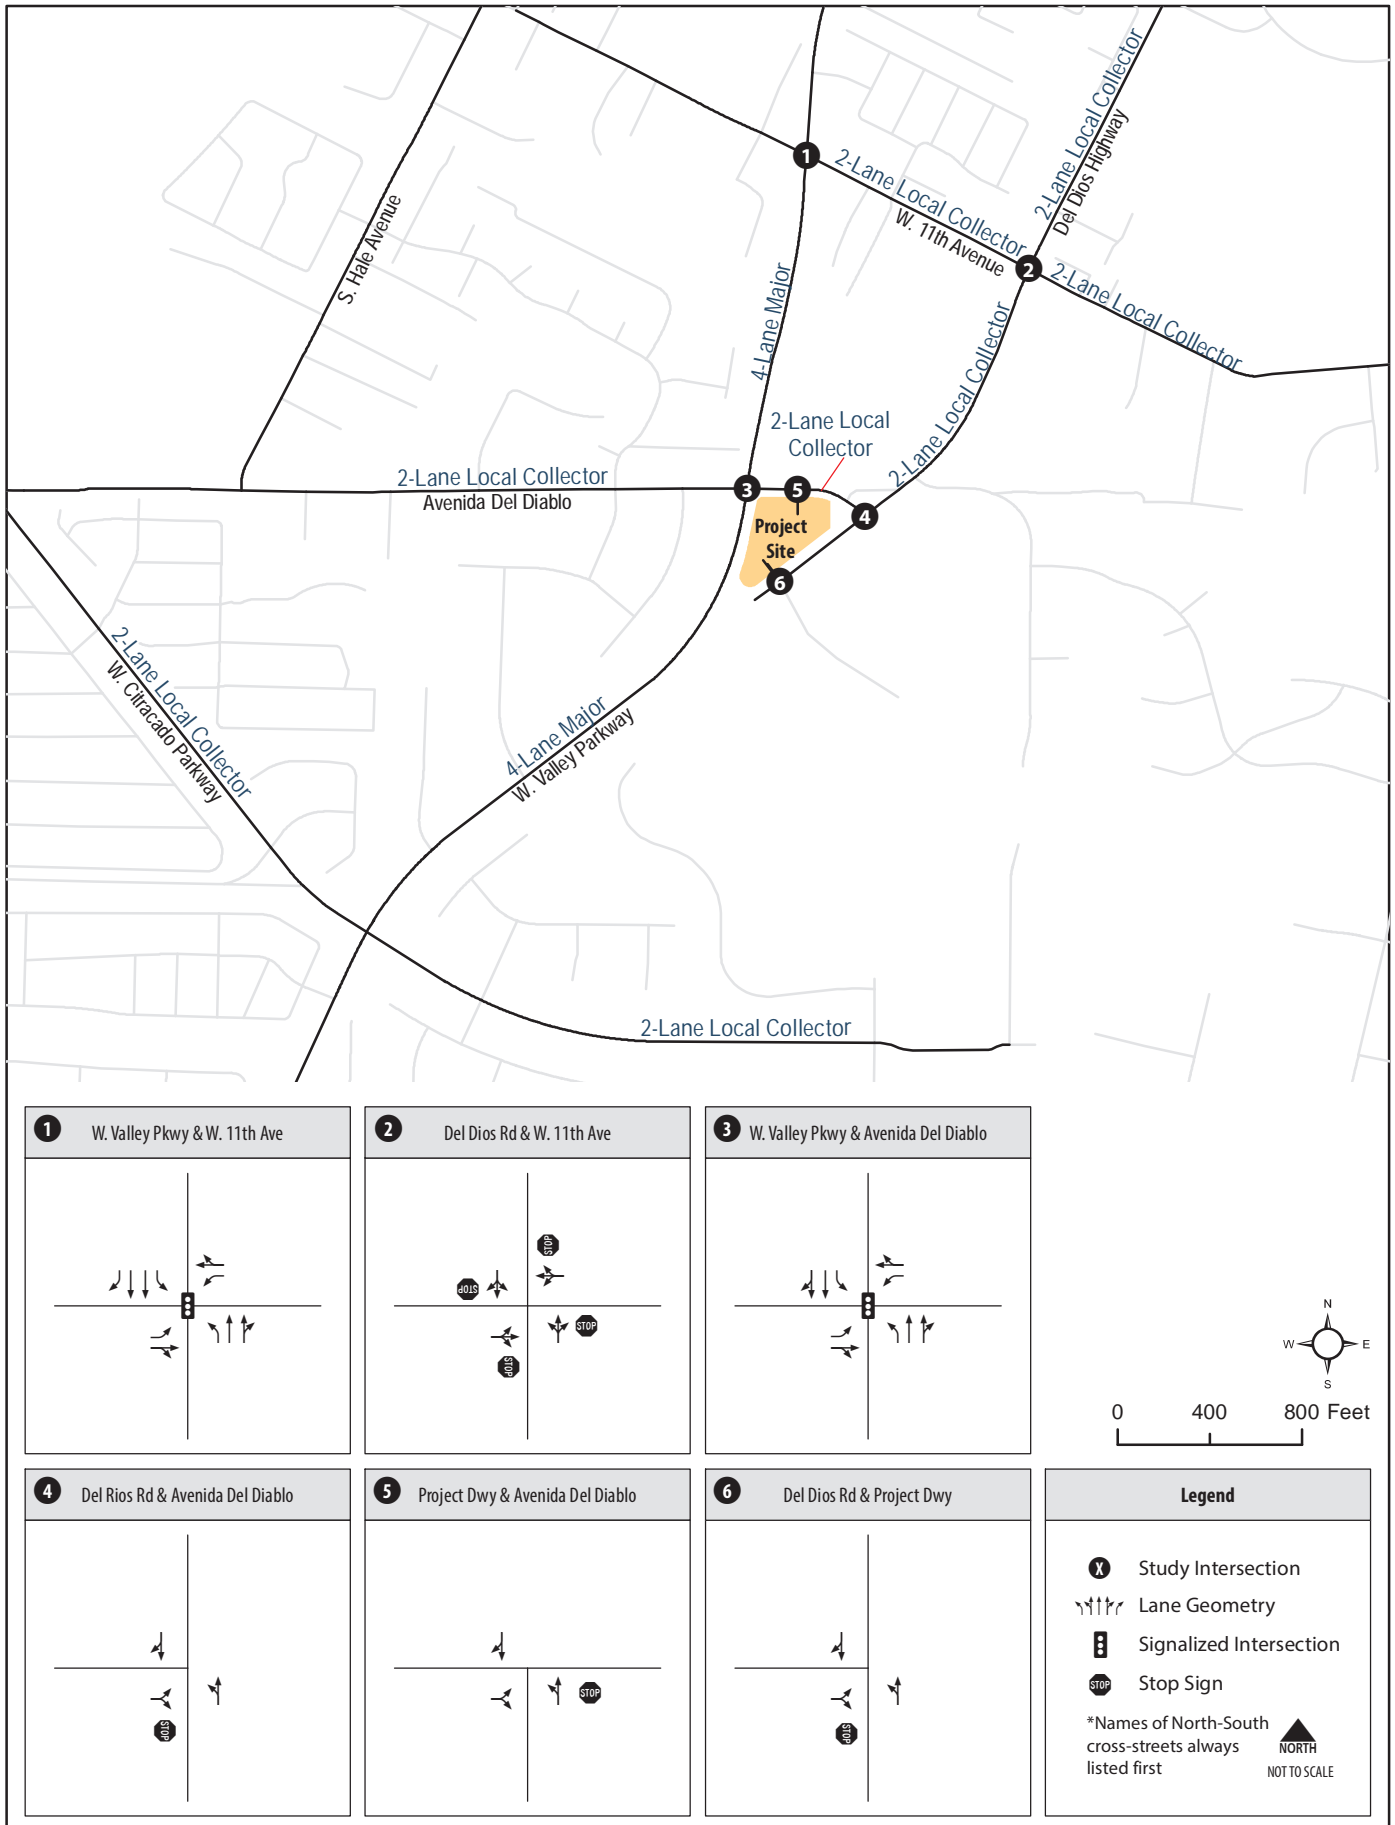 2-Lane Local Collector
Del Dios Highway
1
2-Lane Local Collector
W. 11th Avenue
2
2-Lane Local Collector
S. Hale Avenue
4-Lane Major
2-Lane Local Collector
2-Lane Local
Collector
2-Lane Local Collector
Avenida Del Diablo
3
5
4
Project
Site
6
2-Lane Local Collector
W. Citracado Parkway
4-Lane Major
W. Valley Parkway
2-Lane Local Collector
1 W. Valley Pkwy & W. 11th Ave
2 Del Dios Rd & W. 11th Ave
STOP
STOP
STOP
STOP
3 W. Valley Pkwy & Avenida Del Diablo
N
W E
S
0 400 800 Feet
4 Del Rios Rd & Avenida Del Diablo
STOP
5 Project Dwy & Avenida Del Diablo
STOP
6 Del Dios Rd & Project Dwy
STOP
Legend
X Study Intersection
Lane Geometry
Signalized Intersection
STOP Stop Sign
*Names of North-South
cross-streets always
listed first
NORTH
NOT TO SCALE